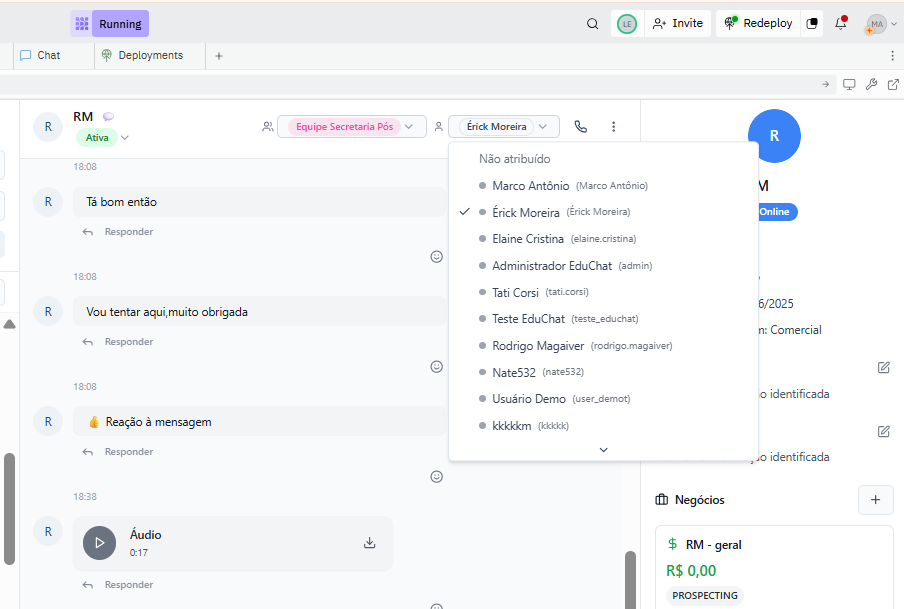 Running
LE
Invite
Redeploy
MA
Chat
Deployments
R
RM
Ativa
Equipe Secretaria Pós
Érick Moreira
18:08
R
Tá bom então
Responder
18:08
R
Vou tentar aqui,muito obrigada
Responder
18:08
R
👍 Reação à mensagem
Responder
18:38
R
Áudio
0:17
Responder
Não atribuído
Marco Antônio (Marco Antônio)
Érick Moreira (Érick Moreira)
Elaine Cristina (elaine.cristina)
Administrador EduChat (admin)
Tati Corsi (tati.corsi)
Teste EduChat (teste_educhat)
Rodrigo Magaiver (rodrigo.magaiver)
Nate532 (nate532)
Usuário Demo (user_demot)
kkkkkm (kkkkk)
R
M
Online
6/2025
m: Comercial
o identificada
ão identificada
Negócios
$ RM - geral
R$ 0,00
PROSPECTING